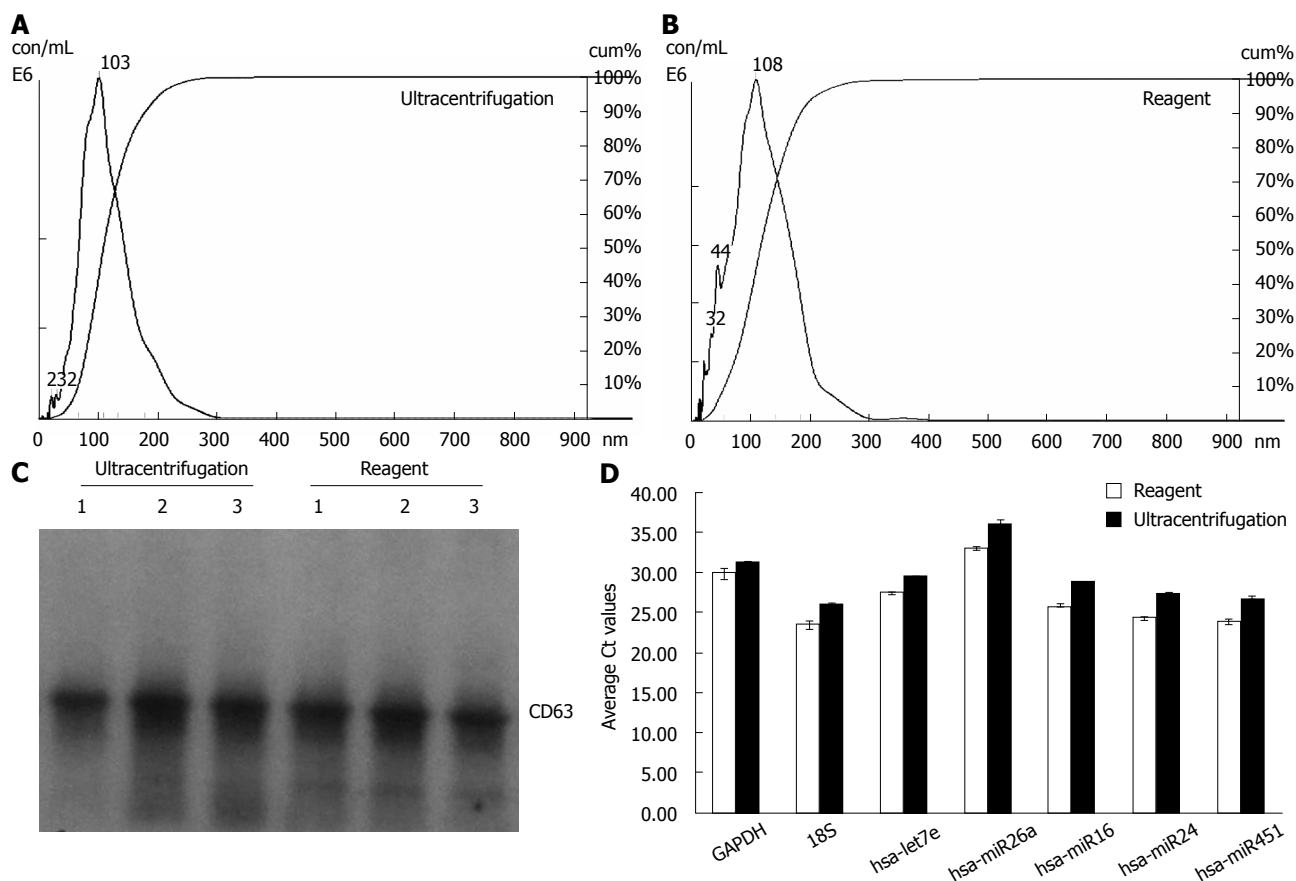 A
con/mL
E6
103
cum%
100%
Ultracentrifugation
90%
80%
70%
60%
50%
40%
30%
20%
10%
232
0 100 200 300 400 500 600 700 800 900 nm
B
con/mL
E6
108
cum%
100%
Reagent
90%
80%
70%
60%
50%
44
40%
32
30%
20%
10%
0 100 200 300 400 500 600 700 800 900 nm
C
Ultracentrifugation Reagent
1 2 3 1 2 3
CD63
D
Reagent
Ultracentrifugation
Average Ct values
40.00
35.00
30.00
25.00
20.00
15.00
10.00
5.00
0.00
GAPDH
18S
hsa-let7e
hsa-miR26a
hsa-miR16
hsa-miR24
hsa-miR451